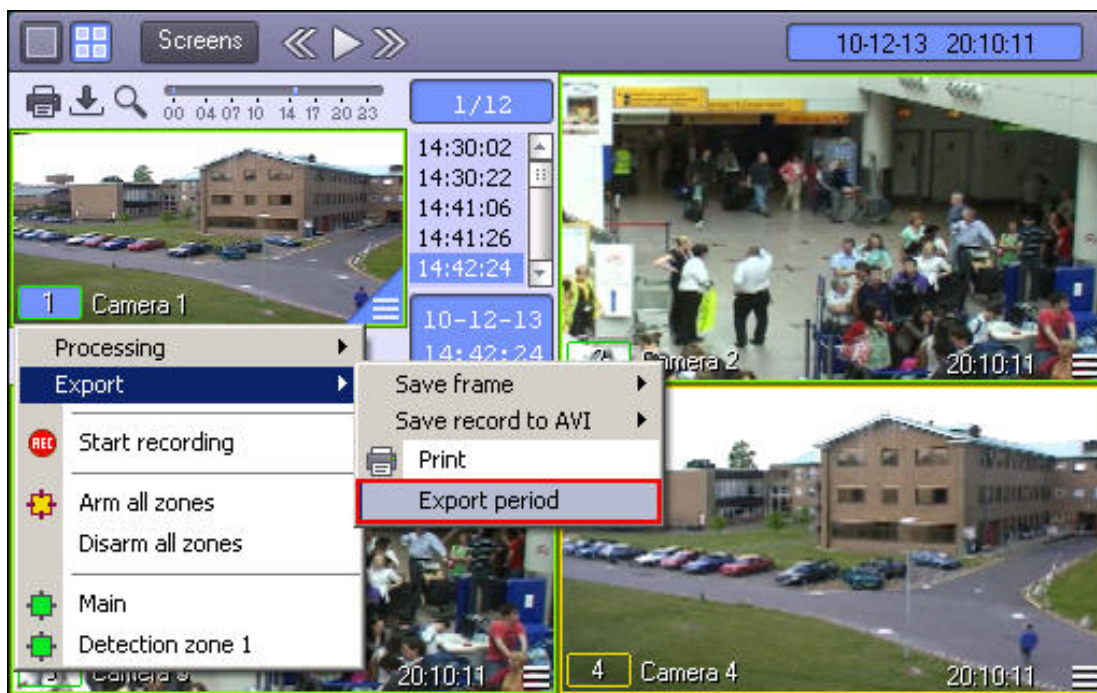 Screens
10-12-13 20:10:11
00 04 07 10 14 17 20 23
1/12
14:30:02
14:30:22
14:41:06
14:41:26
14:42:24
10-12-13
14:42:24
1 Camera 1
Camera 2 20:10:11
Processing
Export
Start recording
Arm all zones
Disarm all zones
Main
Detection zone 1
Save frame
Save record to AVI
Print
Export period
20:10:11
4 Camera 4 20:10:11